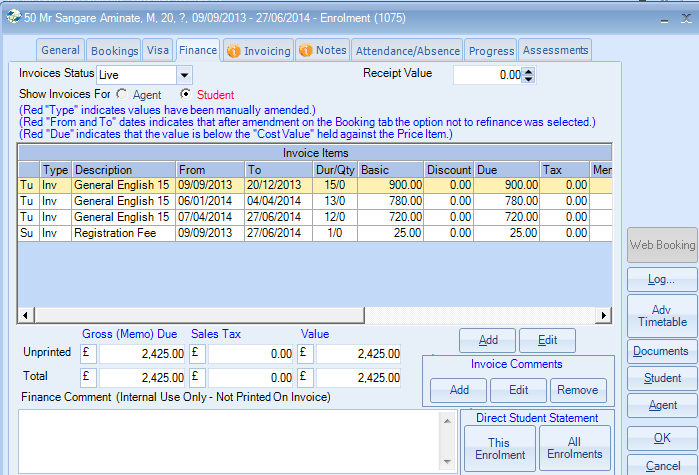 50 Mr Sangare Aminate, M, 20, ?, 09/09/2013 - 27/06/2014 - Enrolment (1075)
General Bookings Visa Finance Invoicing Notes Attendance/Absence Progress Assessments
Invoices Status Live Receipt Value 0.00
Show Invoices For Agent Student
(Red "Type" indicates values have been manually amended.)
(Red "From and To" dates indicates that after amendment on the Booking tab the option not to refinance was selected.)
(Red "Due" indicates that the value is below the "Cost Value" held against the Price Item.)
Invoice Items
Type Description From To Dur/Qty Basic Discount Due Tax Mer
Tu Inv General English 15 09/09/2013 20/12/2013 15/0 900.00 0.00 900.00 0.00
Tu Inv General English 15 06/01/2014 04/04/2014 13/0 780.00 0.00 780.00 0.00
Tu Inv General English 15 07/04/2014 27/06/2014 12/0 720.00 0.00 720.00 0.00
Su Inv Registration Fee 09/09/2013 27/06/2014 1/0 25.00 0.00 25.00 0.00
Web Booking
Log...
Adv
Timetable
Documents
Student
Agent
OK
Cancel
Gross (Memo) Due Sales Tax Value
Unprinted £ 2,425.00 £ 0.00 £ 2,425.00
Total £ 2,425.00 £ 0.00 £ 2,425.00
Add Edit
Invoice Comments
Add Edit Remove
Finance Comment (Internal Use Only - Not Printed On Invoice)
Direct Student Statement
This
Enrolment
All
Enrolments